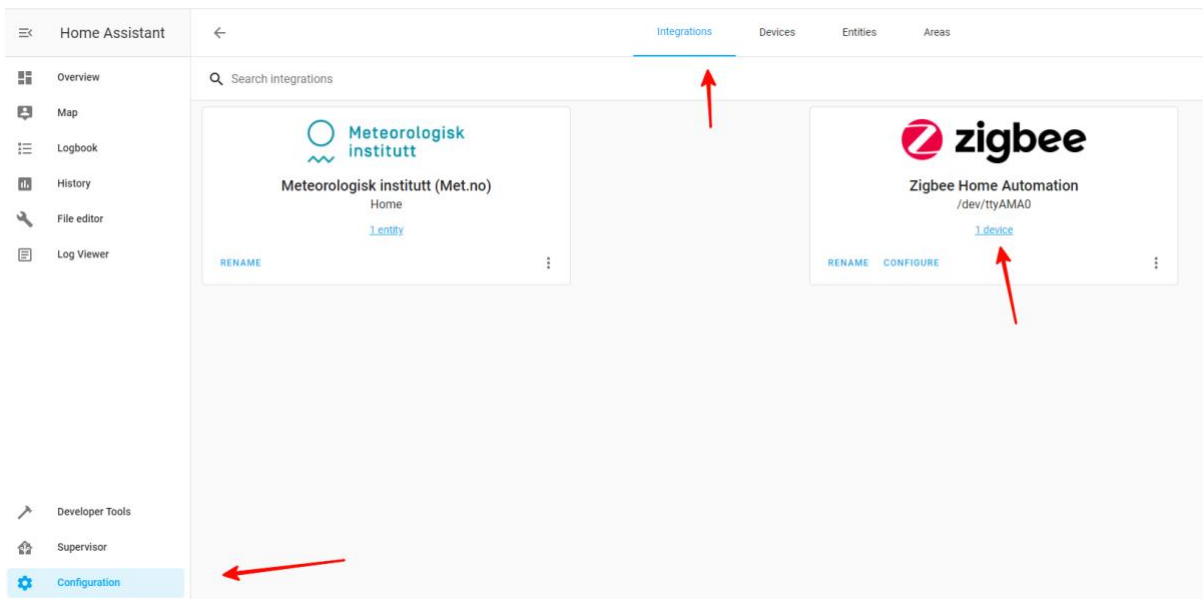 Home Assistant
Overview
Map
Logbook
History
File editor
Log Viewer
Developer Tools
Supervisor
Configuration
Integrations
Devices
Entities
Areas
Search integrations
Meteorologisk
institutt
Meteorologisk institutt (Met.no)
Home
1 entity
RENAME
zigbee
Zigbee Home Automation
/dev/ttyAMA0
1 device
RENAME CONFIGURE